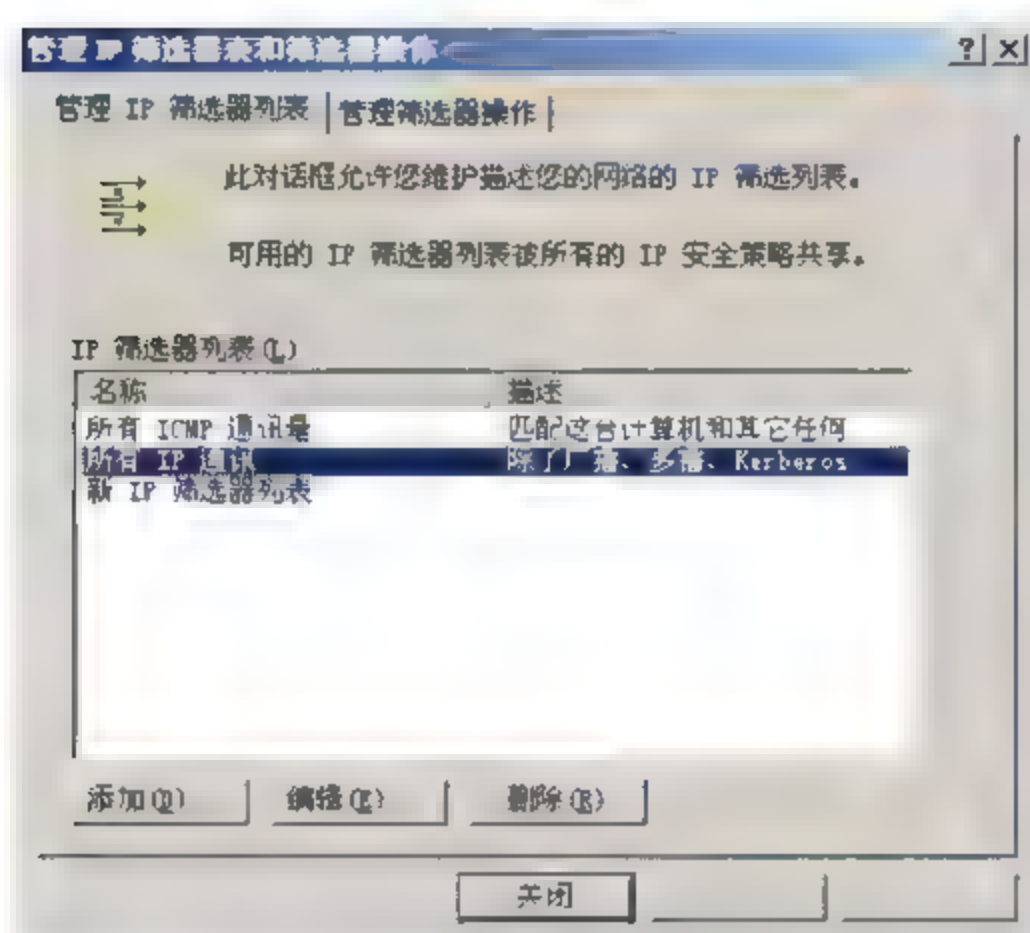 管理 IP 筛选器表和筛选器操作
管理 IP 筛选器列表 管理筛选器操作
此对话框允许您维护描述您的网络的 IP 筛选列表。
可用的 IP 筛选器列表被所有的 IP 安全策略共享。
IP 筛选器列表(L)
名称 描述
所有 ICMP 通讯量 匹配这台计算机和其它任何
所有 IP 通讯 除了广播、多播、Kerberos
新 IP 筛选器列表
添加(D) 编辑(E) 删除(R)
关闭